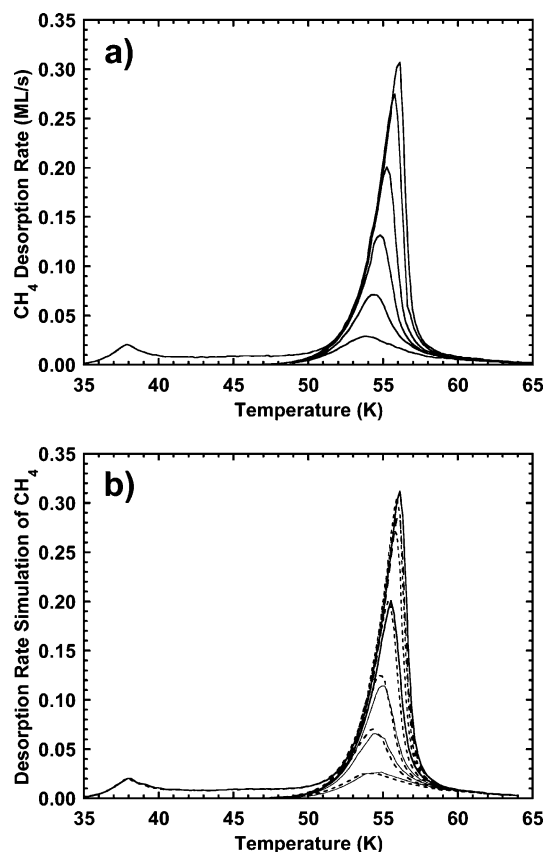 a)
CH4 Desorption Rate (ML/s)
0.35
0.30
0.25
0.20
0.15
0.10
0.05
0.00
35 40 45 50 55 60 65
Temperature (K)
b)
Desorption Rate Simulation of CH4
0.35
0.30
0.25
0.20
0.15
0.10
0.05
0.00
35 40 45 50 55 60 65
Temperature (K)